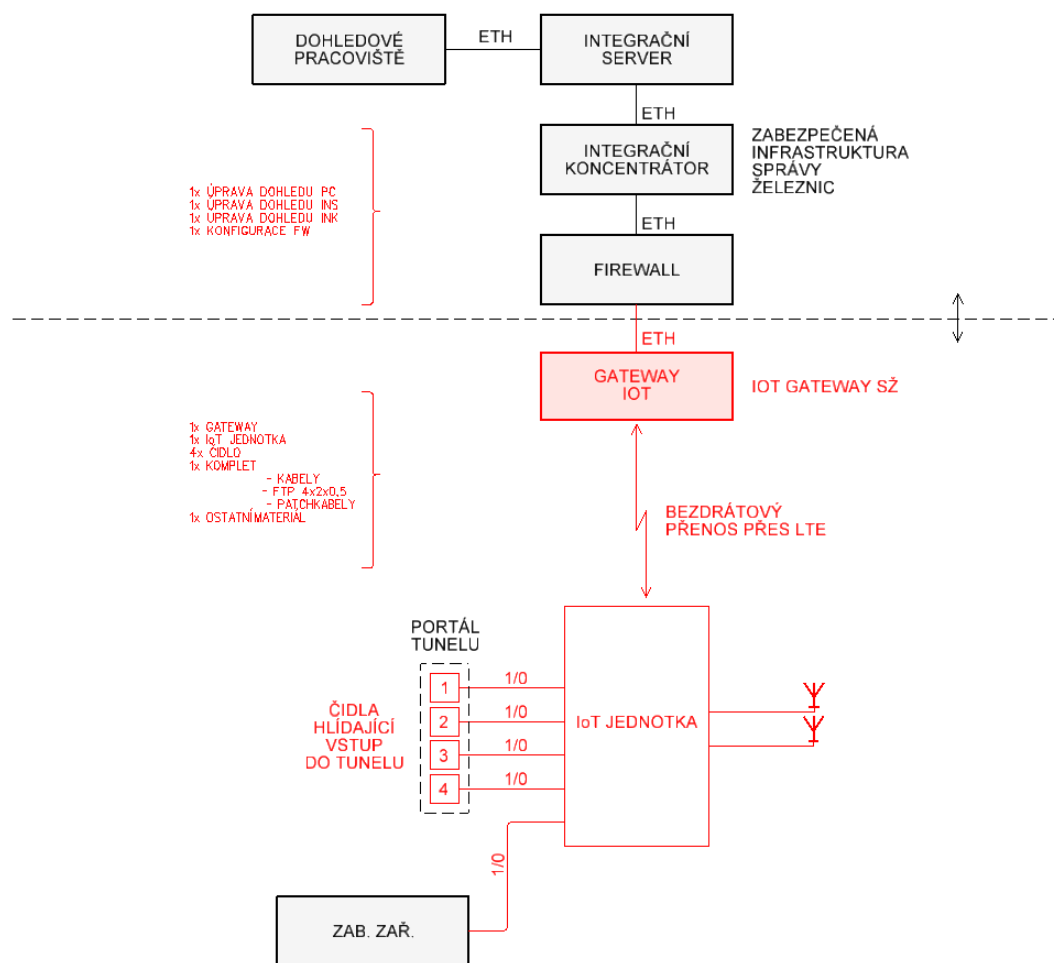 DOHLEDOVÉ
PRACOVIŠTĚ
ETH
INTEGRAČNÍ
SERVER
ETH
INTEGRAČNÍ
KONCENTRÁTOR
ZABEZPEČENÁ
INFRASTRUKTURA
SPRÁVY
ŽELEZNIC
1x ÚPRAVA DOHLEDU PC
1x ÚPRAVA DOHLEDU INS
1x ÚPRAVA DOHLEDU INK
1x KONFIGURACE FW
ETH
FIREWALL
ETH
GATEWAY
IOT
IOT GATEWAY SŽ
1x GATEWAY
1x IoT JEDNOTKA
4x ČIDLO
1x KOMPLET
- KABELY
- FTP 4x2x0,5
- PATCHKABELY
1x OSTATNÍ MATERIÁL
BEZDRÁTOVÝ
PŘENOS PŘES LTE
PORTÁL
TUNELU
ČIDLA
HLÍDAJÍCÍ
VSTUP
DO TUNELU
1 1/0
2 1/0
3 1/0
4 1/0
IoT JEDNOTKA
1/0
ZAB. ZAŘ.